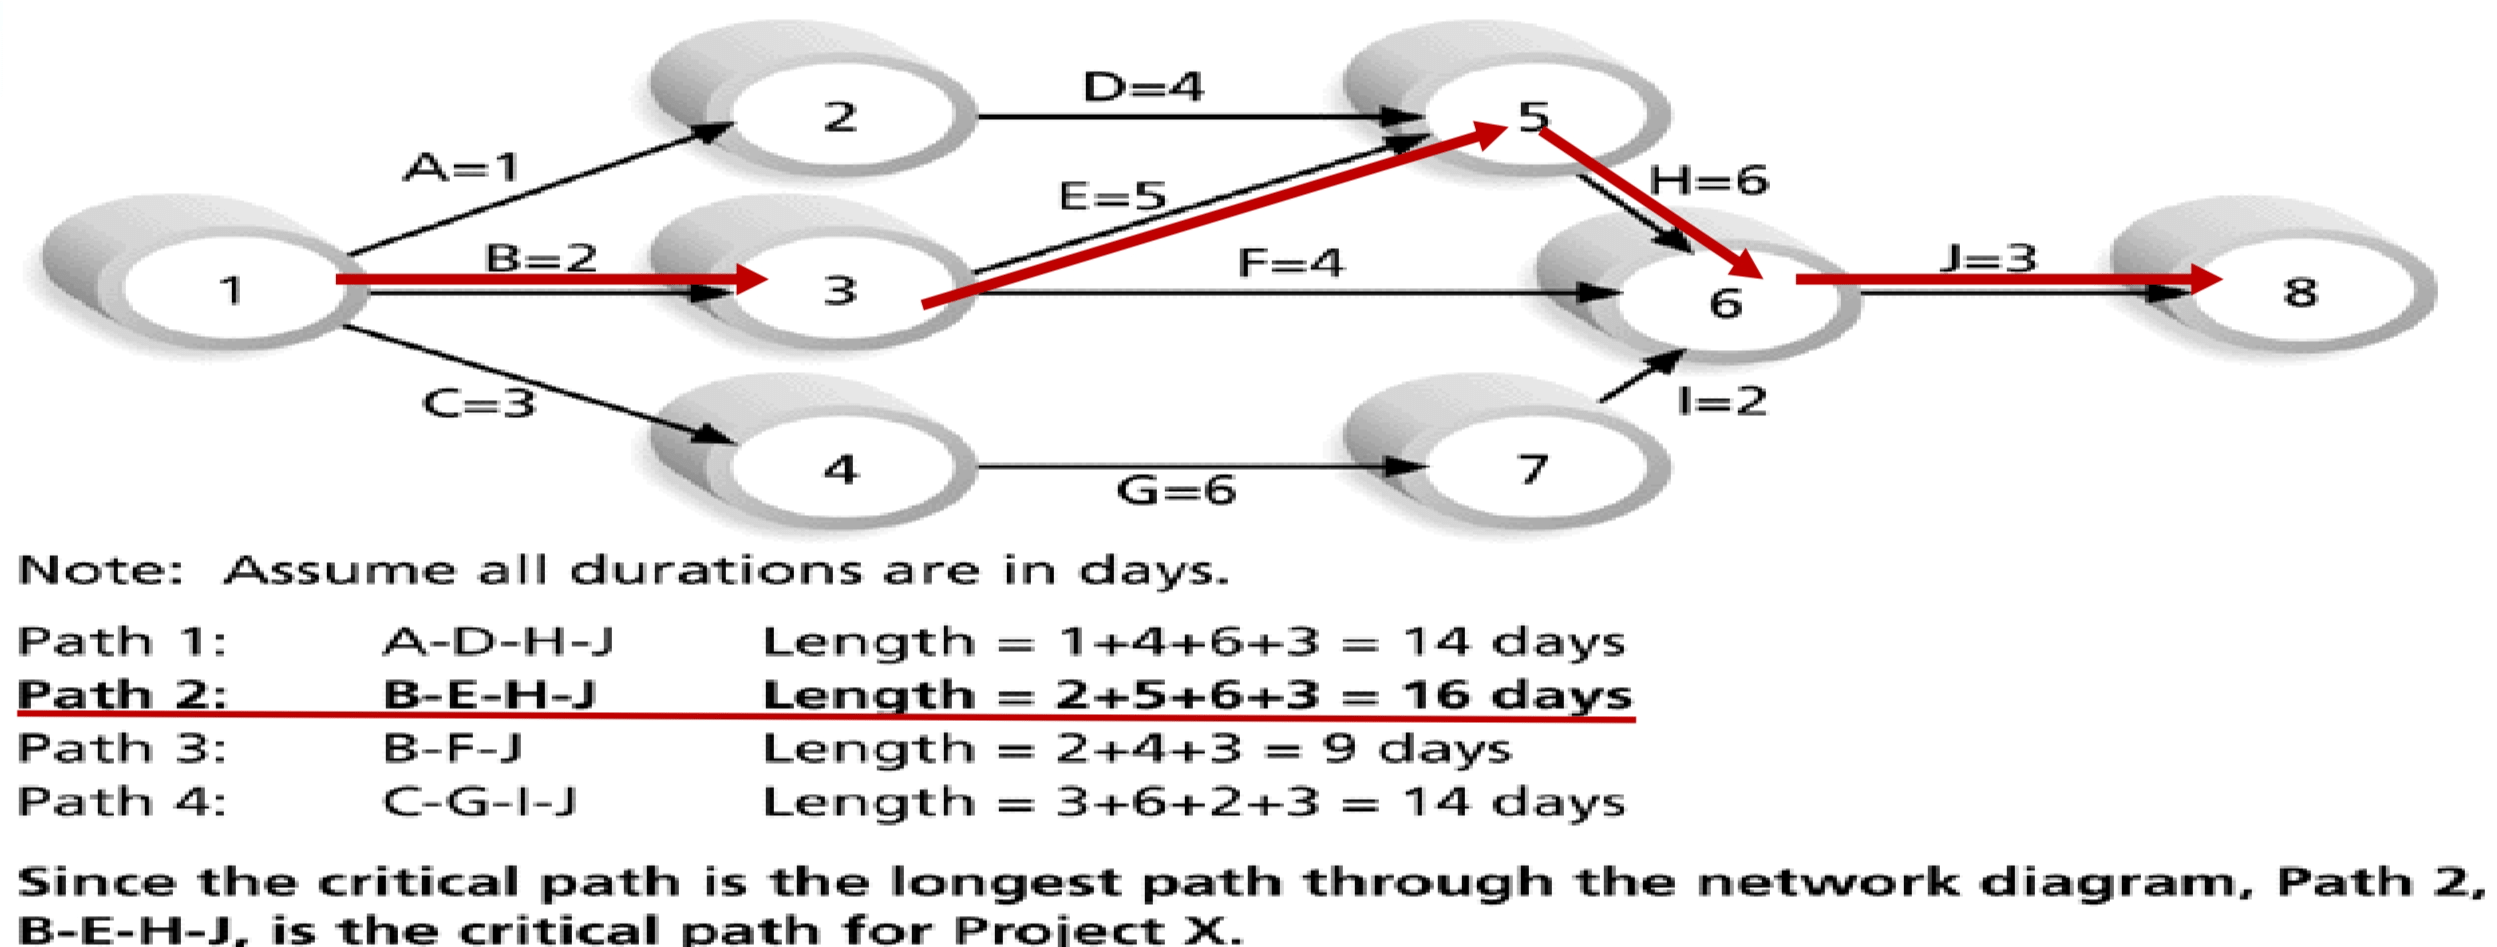 2
D=4
5
A=1
E=5
H=6
B=2
F=4
J=3
1
3
6
8
C=3
I=2
4
G=6
7
Note: Assume all durations are in days.
Path 1: A-D-H-J Length = 1+4+6+3 = 14 days
Path 2: B-E-H-J Length = 2+5+6+3 = 16 days
Path 3: B-F-J Length = 2+4+3 = 9 days
Path 4: C-G-I-J Length = 3+6+2+3 = 14 days
Since the critical path is the longest path through the network diagram, Path 2,
B-E-H-J, is the critical path for Project X.